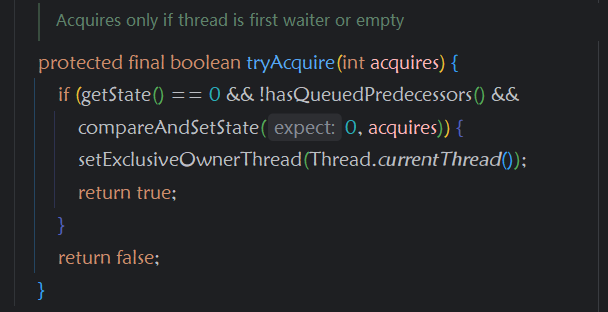 Acquires only if thread is first waiter or empty
protected final boolean tryAcquire(int acquires) {
if (getState() == 0 && !hasQueuedPredecessors() &&
compareAndSetState( expect: 0, acquires)) {
setExclusiveOwnerThread(Thread.currentThread());
return true;
}
return false;
}